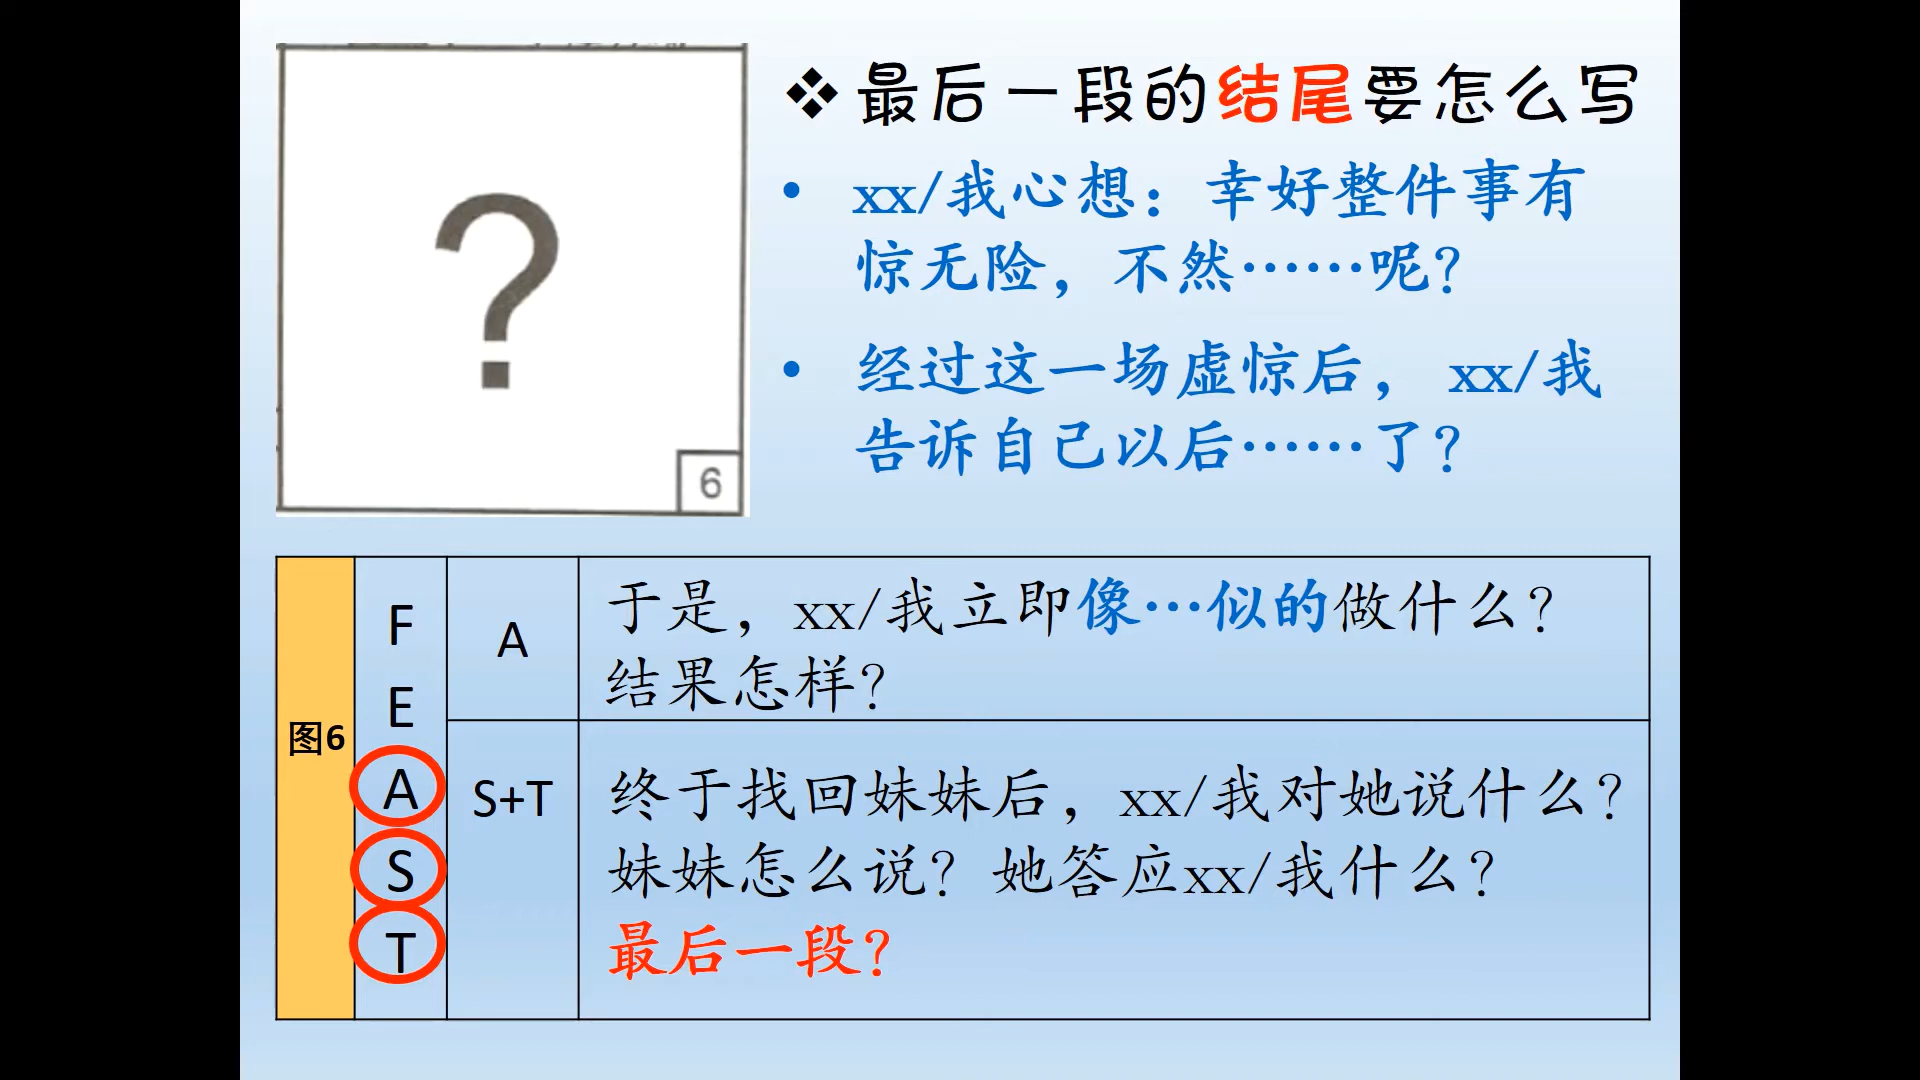 ?
6
❖最后一段的结尾要怎么写
• xx/我心想：幸好整件事有
惊无险，不然……呢？
• 经过这一场虚惊后， xx/我
告诉自己以后……了？
图6
F
E
A
S
T
A
于是，xx/我立即像…似的做什么？
结果怎样？
S+T
终于找回妹妹后，xx/我对她说什么？
妹妹怎么说？她答应xx/我什么？
最后一段？